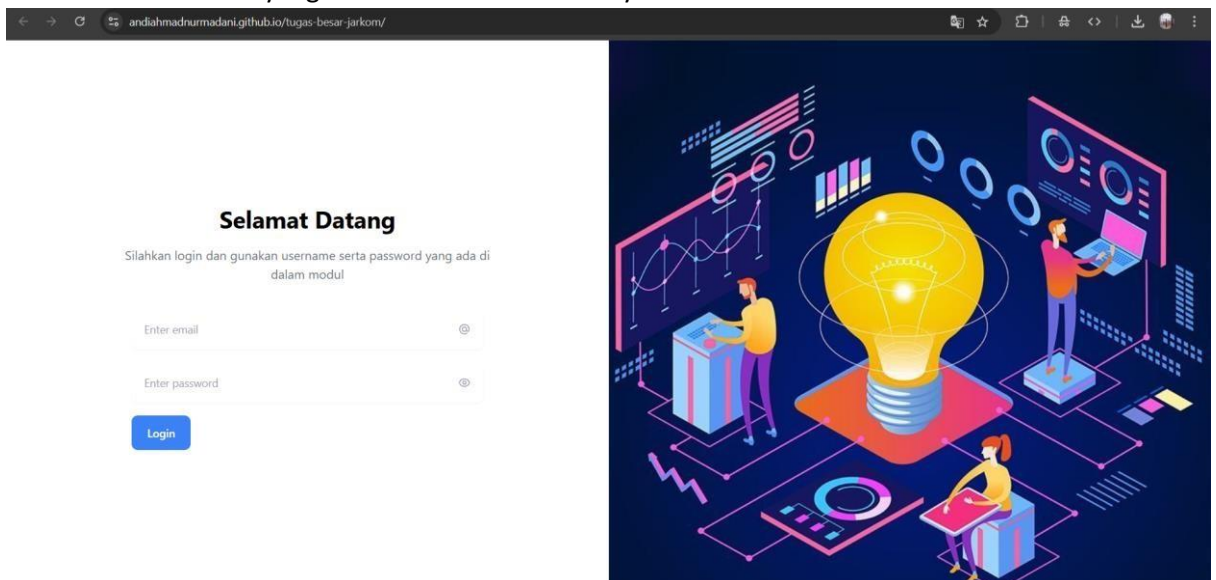 andiahmadnurmadani.github.io/tugas-besar-jarkom/
Selamat Datang
Silahkan login dan gunakan username serta password yang ada di
dalam modul
Enter email
Enter password
Login